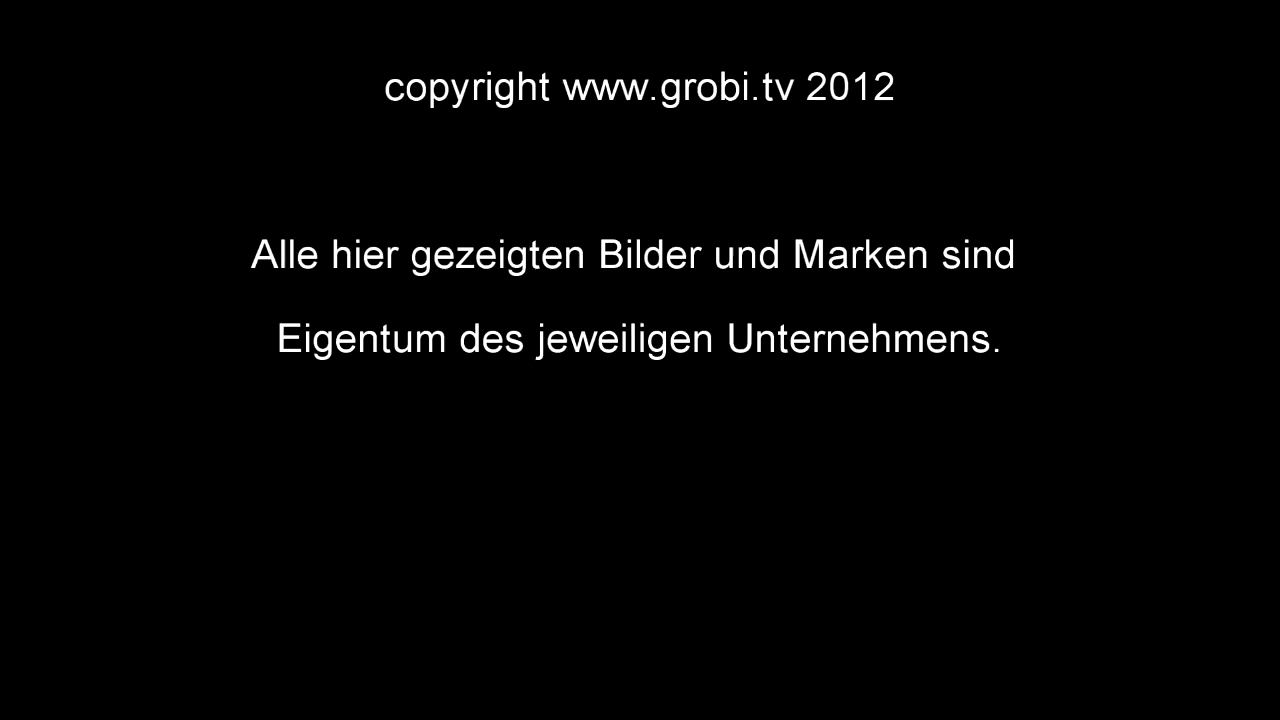 copyright www.grobi.tv 2012
Alle hier gezeigten Bilder und Marken sind
Eigentum des jeweiligen Unternehmens.